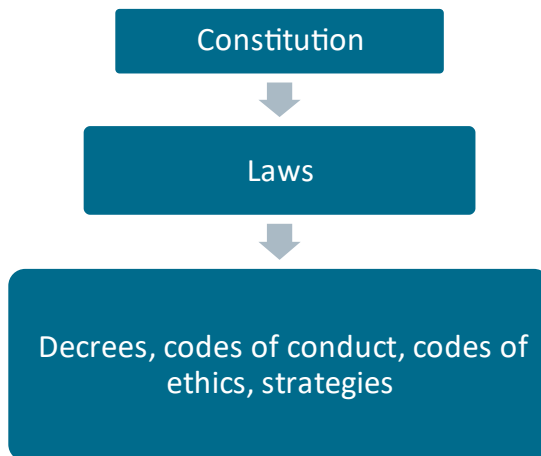 Constitution
Laws
Decrees, codes of conduct, codes of
ethics, strategies